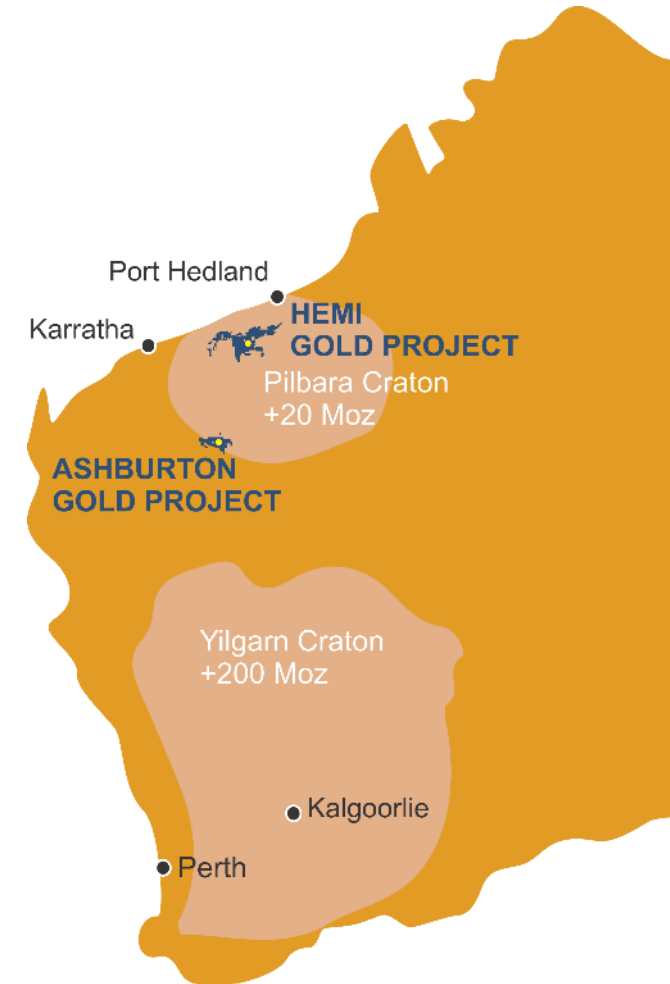 Port Hedland
HEMI
GOLD PROJECT
Karratha
Pilbara Craton
+20 Moz
ASHBURTON
GOLD PROJECT
Yilgarn Craton
+200 Moz
Kalgoorlie
Perth